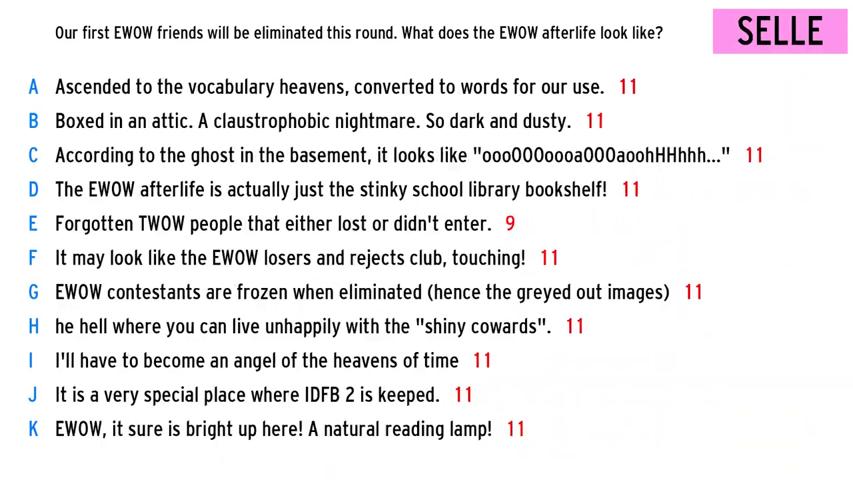 Our first EWOW friends will be eliminated this round. What does the EWOW afterlife look like?
SELLE
A Ascended to the vocabulary heavens, converted to words for our use. 11
B Boxed in an attic. A claustrophobic nightmare. So dark and dusty. 11
C According to the ghost in the basement, it looks like "oooOOOoooaOOOaoohHHhhh..." 11
D The EWOW afterlife is actually just the stinky school library bookshelf! 11
E Forgotten TWOW people that either lost or didn't enter. 9
F It may look like the EWOW losers and rejects club, touching! 11
G EWOW contestants are frozen when eliminated (hence the greyed out images) 11
H he hell where you can live unhappily with the "shiny cowards". 11
I I'll have to become an angel of the heavens of time 11
J It is a very special place where IDFB 2 is keeped. 11
K EWOW, it sure is bright up here! A natural reading lamp! 11